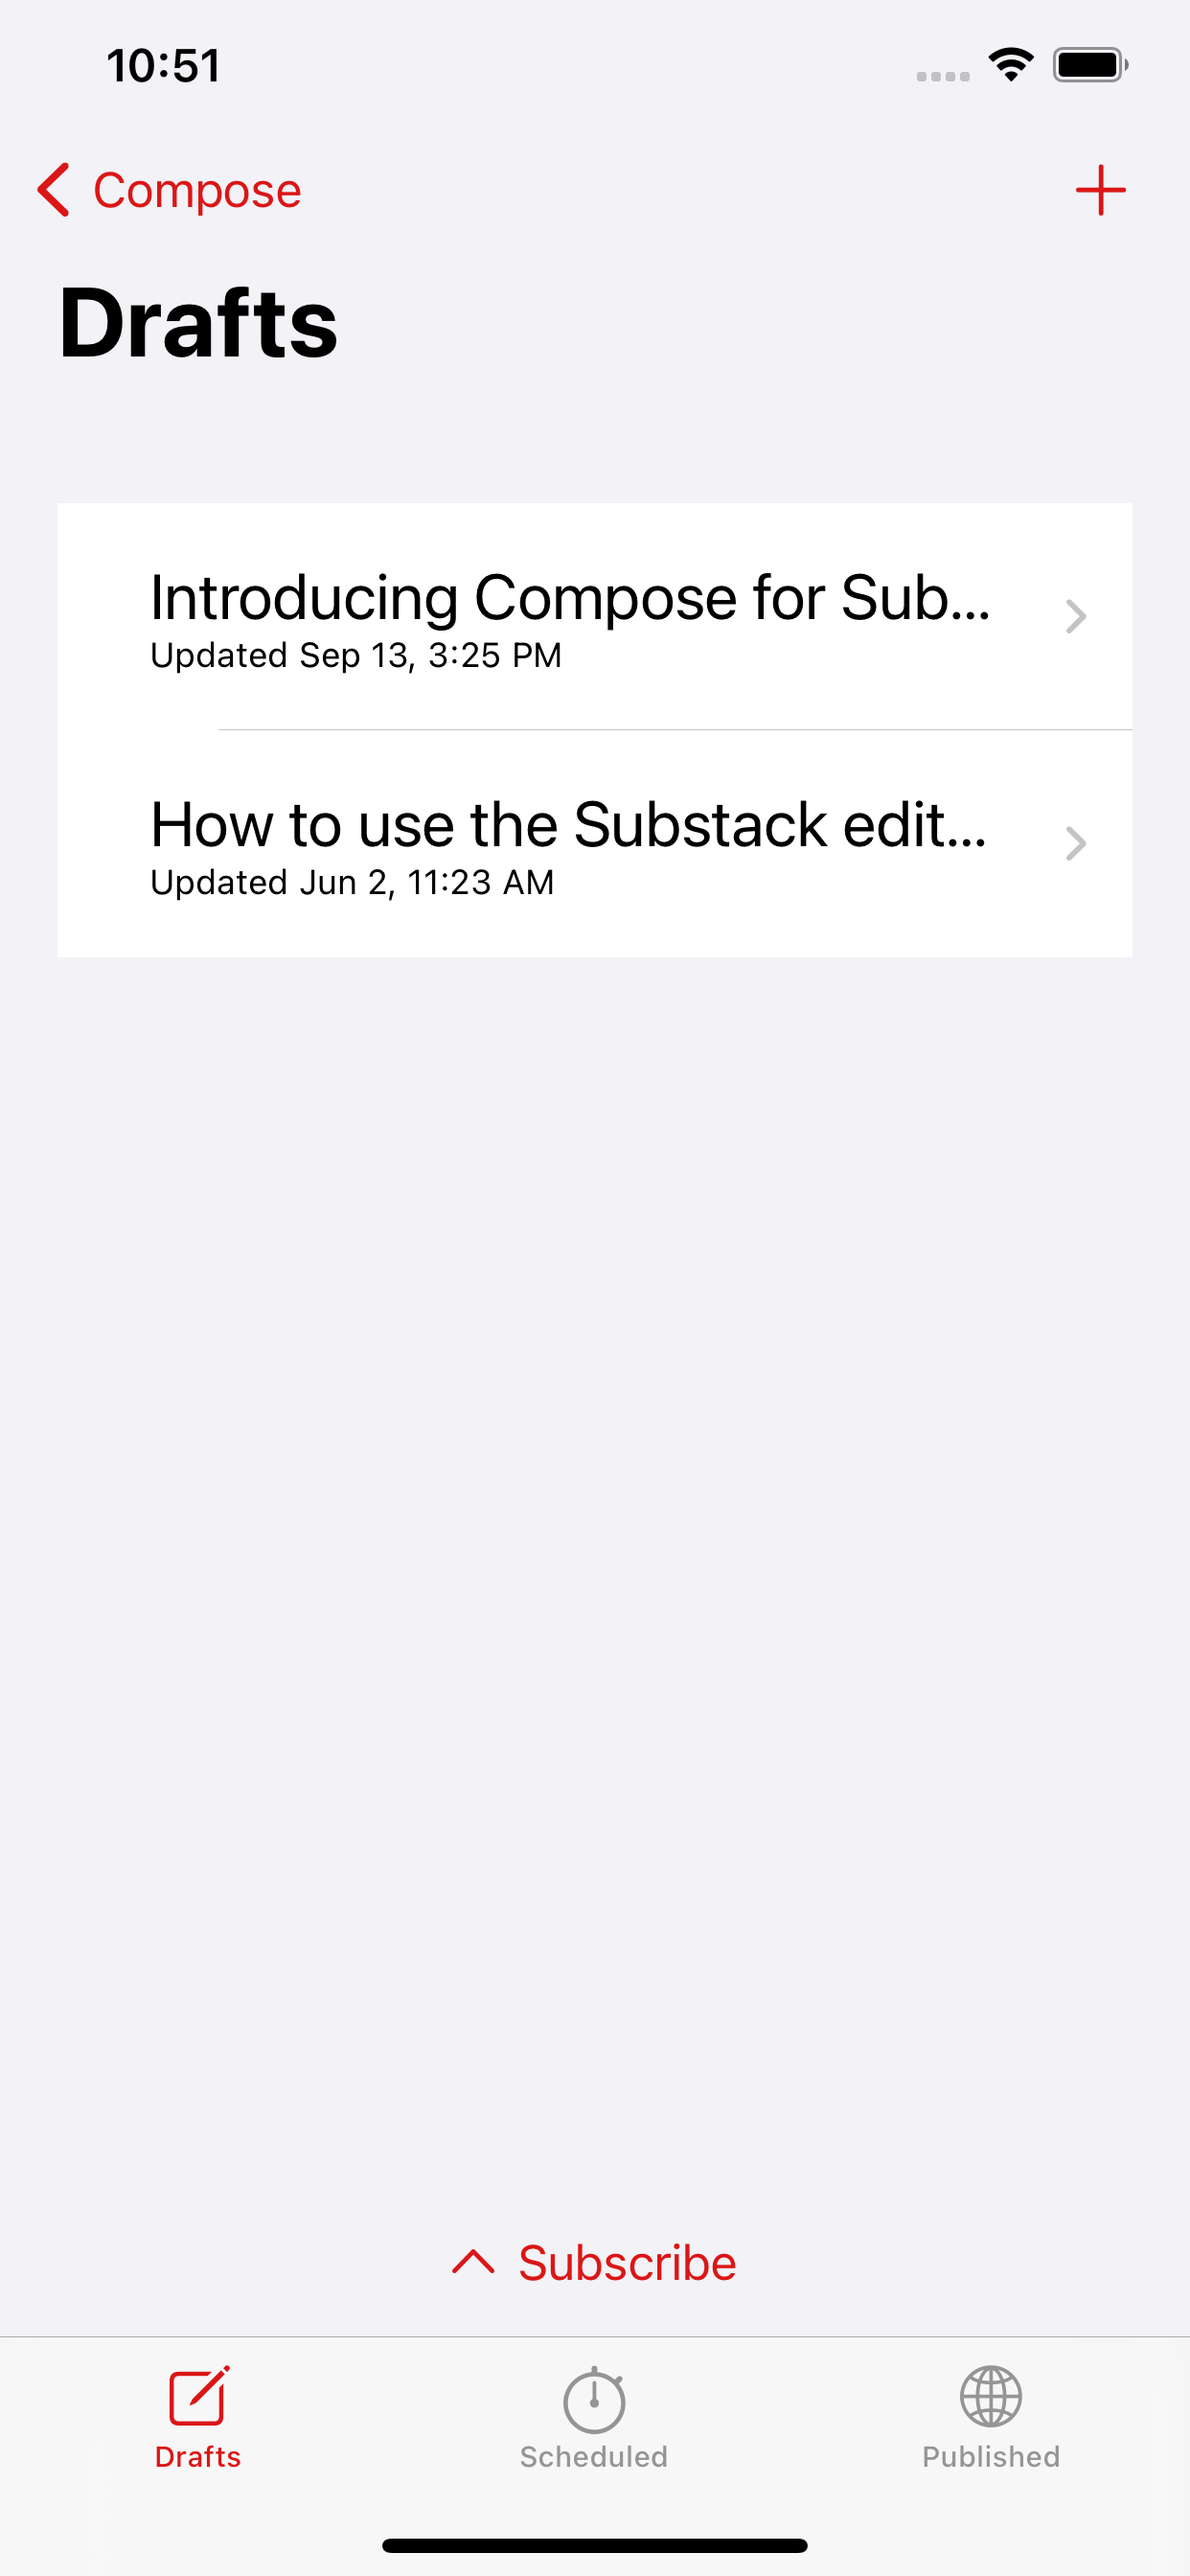 10:51
Compose
Drafts
Introducing Compose for Sub...
Updated Sep 13, 3:25 PM
How to use the Substack edit...
Updated Jun 2, 11:23 AM
Subscribe
Drafts
Scheduled
Published